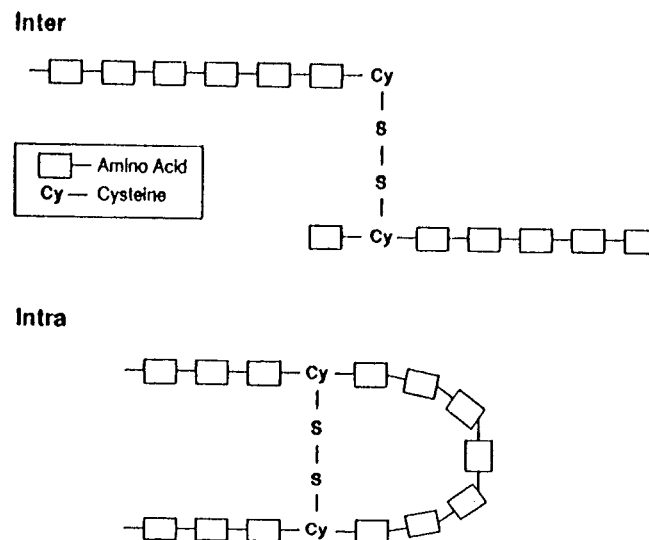 Inter
Cy
S
S
Amino Acid
Cy — Cysteine
Cy
Intra
Cy
S
S
Cy